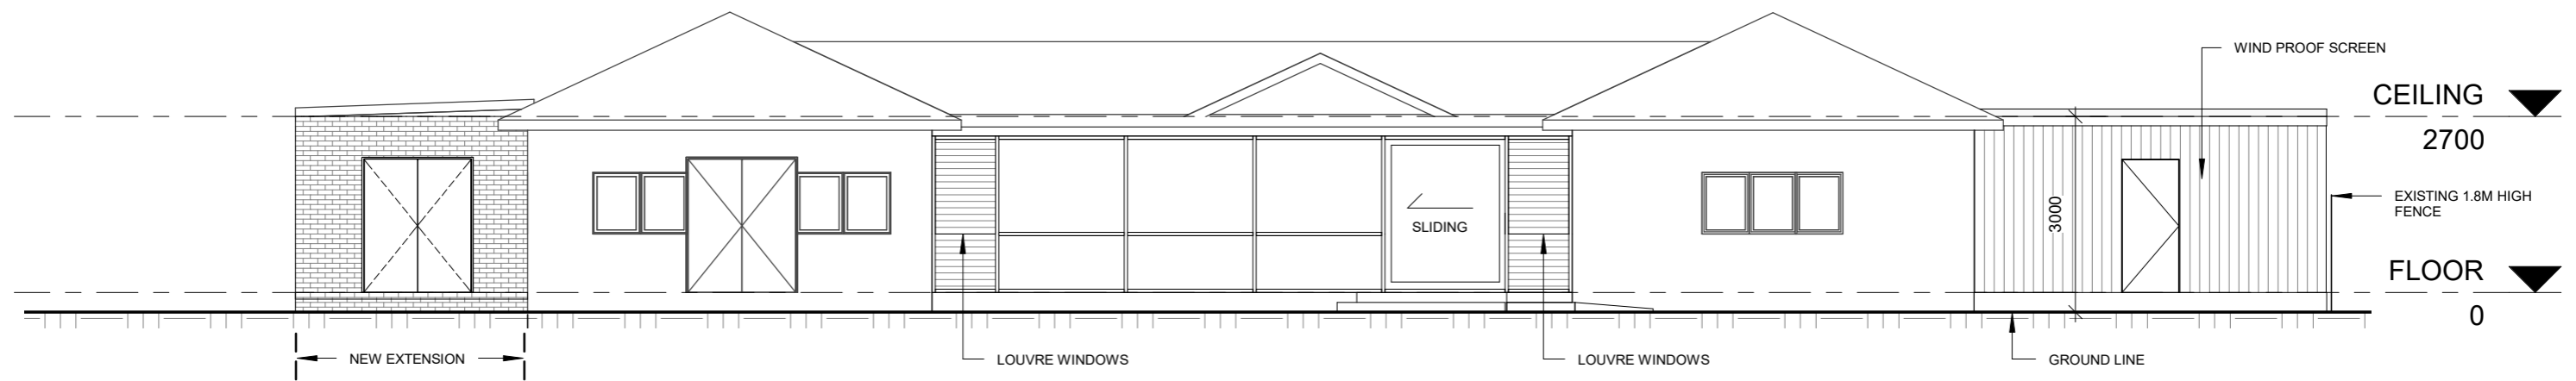 WIND PROOF SCREEN
CEILING
2700
EXISTING 1.8M HIGH
FENCE
3000
SLIDING
FLOOR
0
NEW EXTENSION
LOUVRE WINDOWS
LOUVRE WINDOWS
GROUND LINE